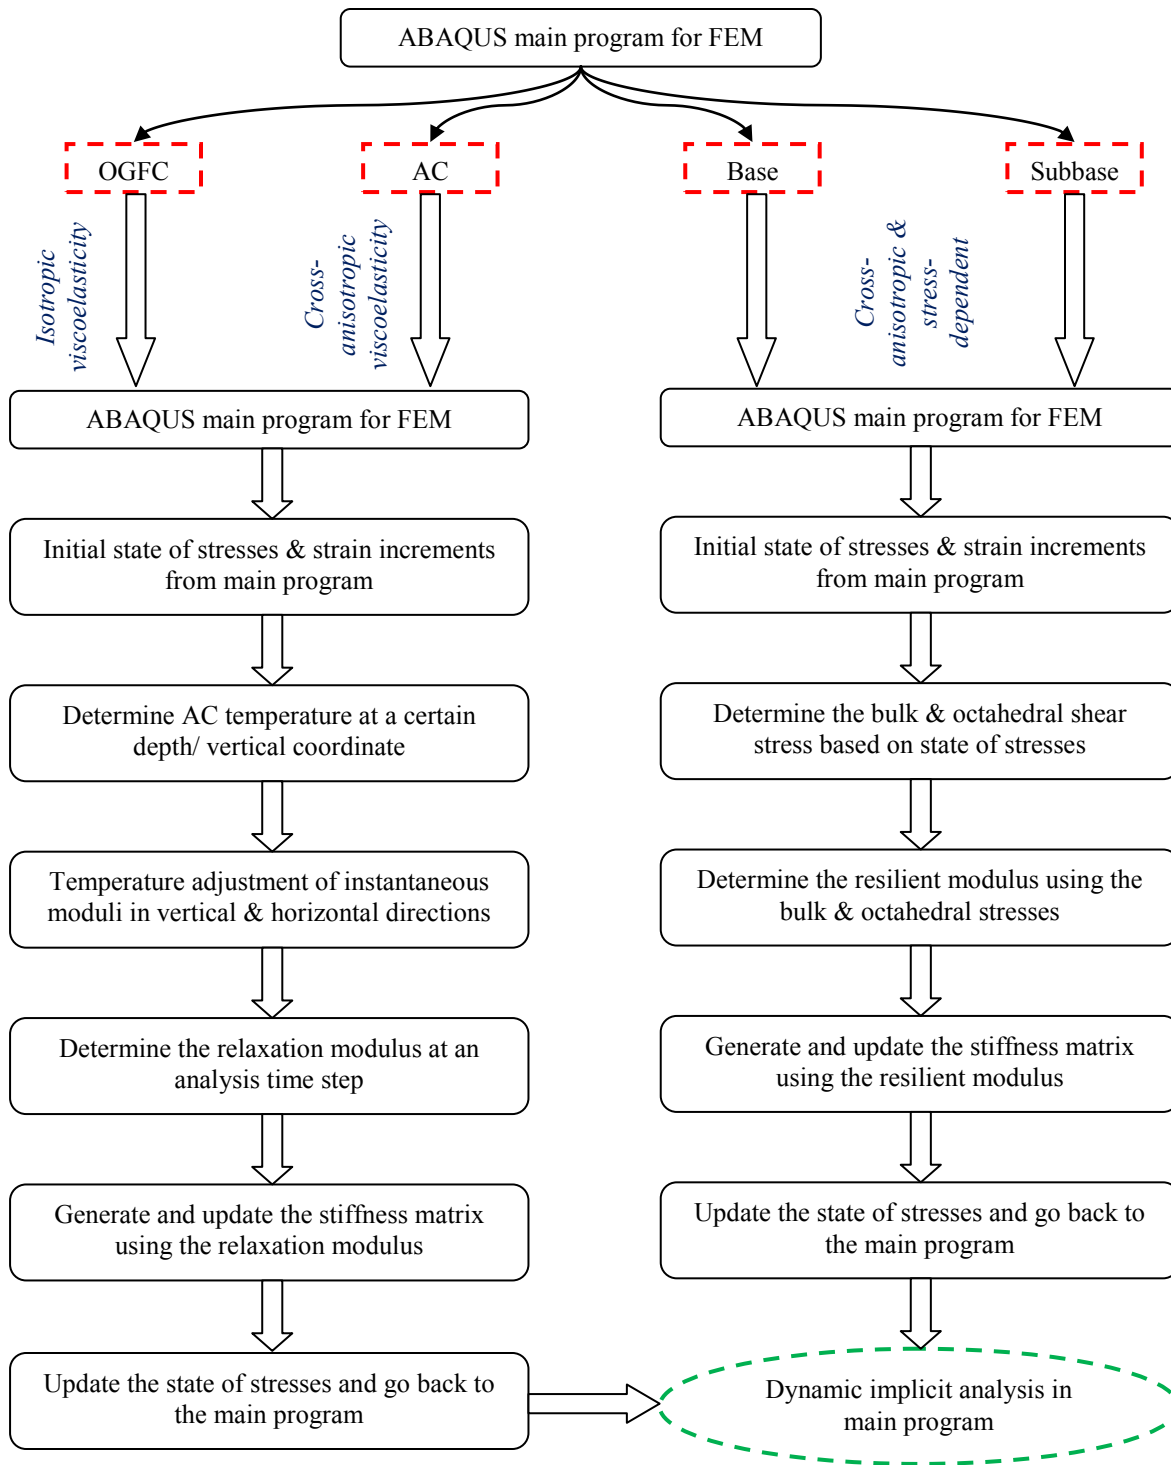 ABAQUS main program for FEM
OGFC
AC
Base
Subbase
Isotropic
viscoelasticity
Cross-
anisotropic
viscoelasticity
Cross-
anisotropic &
stress-
dependent
ABAQUS main program for FEM
Initial state of stresses & strain increments
from main program
Determine AC temperature at a certain
depth/ vertical coordinate
Temperature adjustment of instantaneous
moduli in vertical & horizontal directions
Determine the relaxation modulus at an
analysis time step
Generate and update the stiffness matrix
using the relaxation modulus
Update the state of stresses and go back to
the main program
ABAQUS main program for FEM
Initial state of stresses & strain increments
from main program
Determine the bulk & octahedral shear
stress based on state of stresses
Determine the resilient modulus using the
bulk & octahedral stresses
Generate and update the stiffness matrix
using the resilient modulus
Update the state of stresses and go back to
the main program
Dynamic implicit analysis in
main program